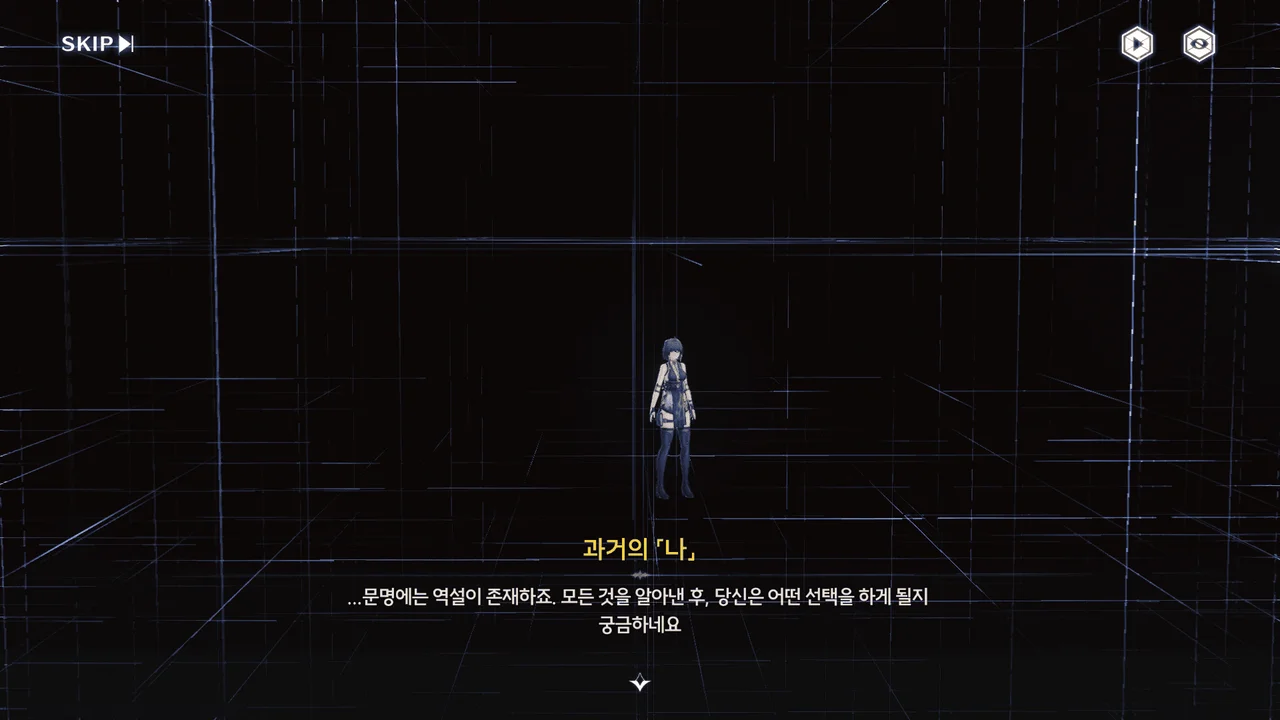 SKIP
과거의 「나」
...문명에는 역설이 존재하죠. 모든 것을 알아낸 후, 당신은 어떤 선택을 하게 될지
궁금하네요